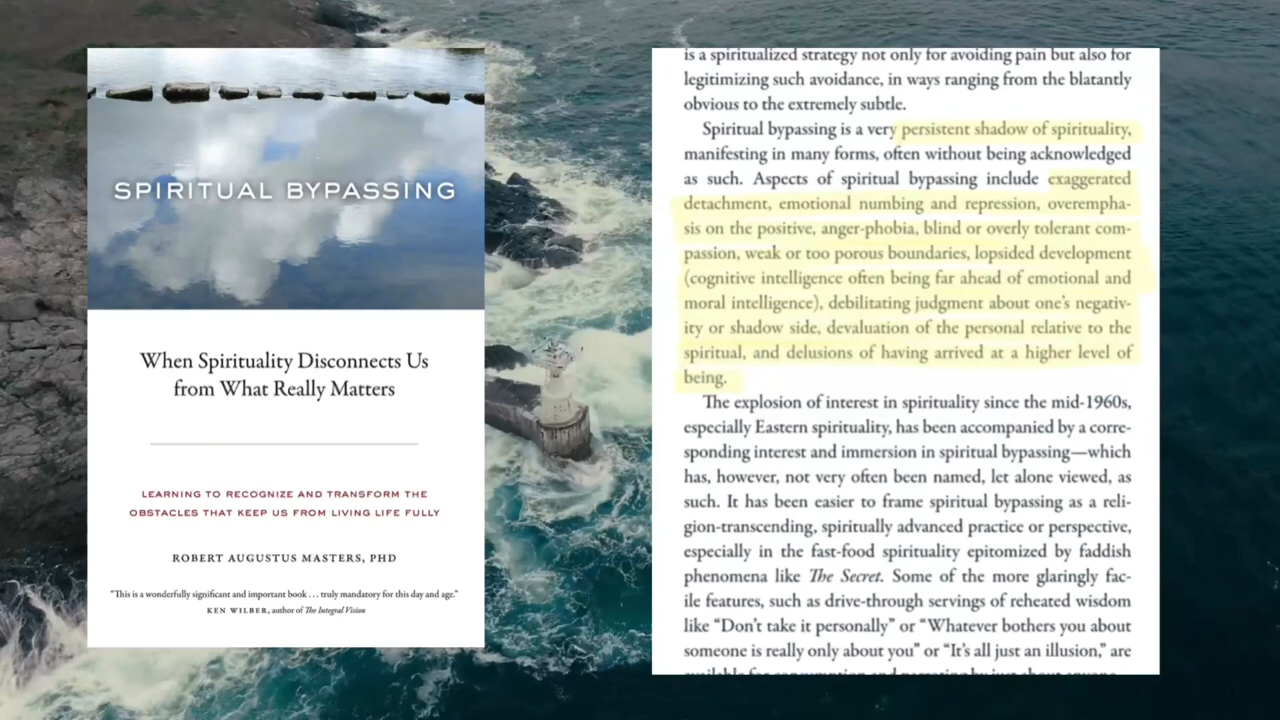 SPIRITUAL BYPASSING
When Spirituality Disconnects Us
from What Really Matters
LEARNING TO RECOGNIZE AND TRANSFORM THE
OBSTACLES THAT KEEP US FROM LIVING LIFE FULLY
ROBERT AUGUSTUS MASTERS, PHD
"This is a wonderfully significant and important book . . . truly mandatory for this day and age."
KEN WILBER, author of The Integral Vision
is a spiritualized strategy not only for avoiding pain but also for
legitimizing such avoidance, in ways ranging from the blatantly
obvious to the extremely subtle.
Spiritual bypassing is a very persistent shadow of spirituality,
manifesting in many forms, often without being acknowledged
as such. Aspects of spiritual bypassing include exaggerated
detachment, emotional numbing and repression, overempha-
sis on the positive, anger-phobia, blind or overly tolerant com-
passion, weak or too porous boundaries, lopsided development
(cognitive intelligence often being far ahead of emotional and
moral intelligence), debilitating judgment about one's negativ-
ity or shadow side, devaluation of the personal relative to the
spiritual, and delusions of having arrived at a higher level of
being.
The explosion of interest in spirituality since the mid-1960s,
especially Eastern spirituality, has been accompanied by a corre-
sponding interest and immersion in spiritual bypassing—which
has, however, not very often been named, let alone viewed, as
such. It has been easier to frame spiritual bypassing as a reli-
gion-transcending, spiritually advanced practice or perspective,
especially in the fast-food spirituality epitomized by faddish
phenomena like The Secret. Some of the more glaringly fac-
ile features, such as drive-through servings of reheated wisdom
like "Don't take it personally" or "Whatever bothers you about
someone is really only about you" or "It's all just an illusion," are